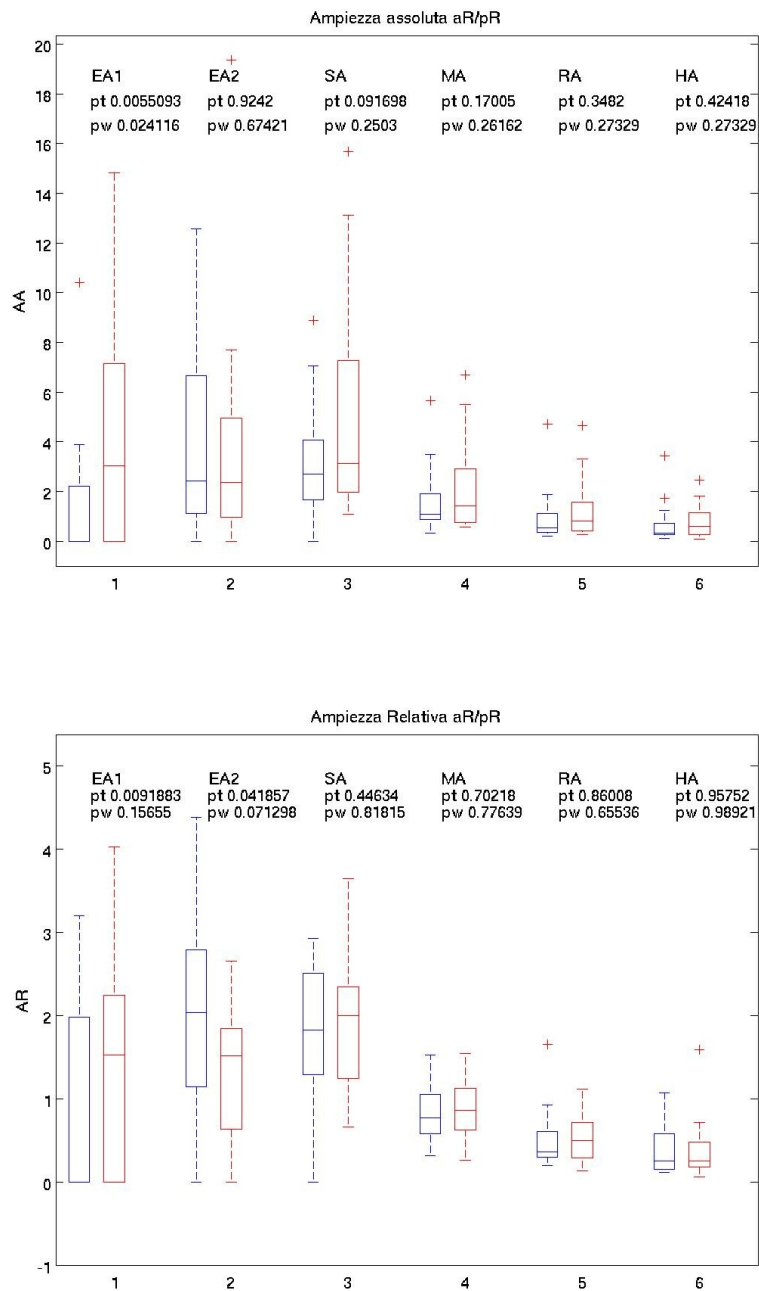 Ampiezza assoluta aR/pR
20
18
16
14
12
10
8
6
4
2
0
AA
EA1 EA2 SA MA RA HA
pt 0.0055093 pt 0.9242 pt 0.091698 pt 0.17005 pt 0.3482 pt 0.42418
pw 0.024116 pw 0.67421 pw 0.2503 pw 0.26162 pw 0.27329 pw 0.27329
1 2 3 4 5 6
Ampiezza Relativa aR/pR
5
4
3
2
1
0
-1
AR
EA1 EA2 SA MA RA HA
pt 0.0091883 pt 0.041857 pt 0.44634 pt 0.70218 pt 0.86008 pt 0.95752
pw 0.15655 pw 0.071298 pw 0.81815 pw 0.77639 pw 0.65536 pw 0.98921
1 2 3 4 5 6